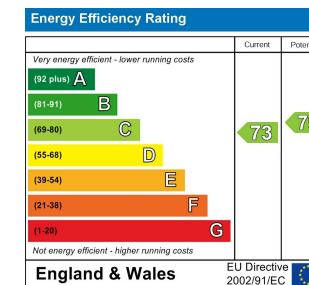 Energy Efficiency Rating
Current
Very energy efficient - lower running costs
(92 plus) A
(81-91) B
(69-80) C
73
(55-68) D
(39-54) E
(21-38) F
(1-20) G
Not energy efficient - higher running costs
England & Wales
EU Directive
2002/91/EC